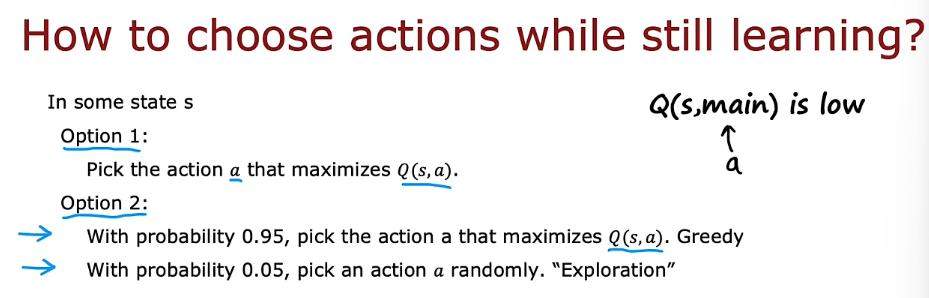 How to choose actions while still learning?
In some state s
Q(s,main) is low
Option 1:
a
Pick the action a that maximizes Q(s,a).
Option 2:
With probability 0.95, pick the action a that maximizes Q(s,a). Greedy
With probability 0.05, pick an action a randomly. “Exploration”